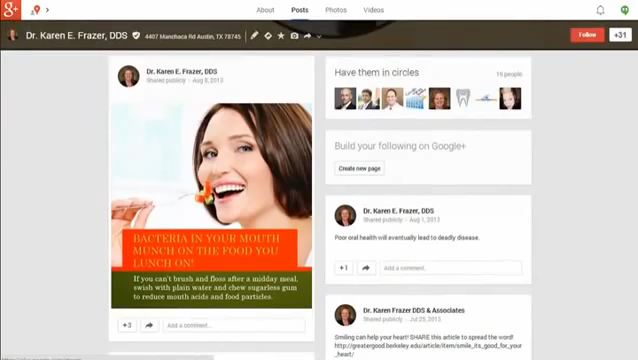 g+
About Posts Photos Videos
Dr. Karen E. Frazer, DDS 4407 Manchaca Rd Austin, TX 78745 Follow +31
Dr. Karen E. Frazer, DDS
Shared publicly - Aug 8, 2013
BACTERIA IN YOUR MOUTH
MUNCH ON THE FOOD YOU
LUNCH ON!
If you can't brush and floss after a midday meal,
swish with plain water and chew sugarless gum
to reduce mouth acids and food particles.
+3 Add a comment...
Have them in circles 16 people
Build your following on Google+
Create new page
Dr. Karen E. Frazer, DDS
Shared publicly - Aug 1, 2013
Poor oral health will eventually lead to deadly disease.
+1 Add a comment...
Dr. Karen Frazer DDS & Associates
Shared publicly - Jul 25, 2013
Smiling can help your heart! SHARE this article to spread the word!
http://greatergood.berkeley.edu/article/item/smile_its_good_for_your
_heart/